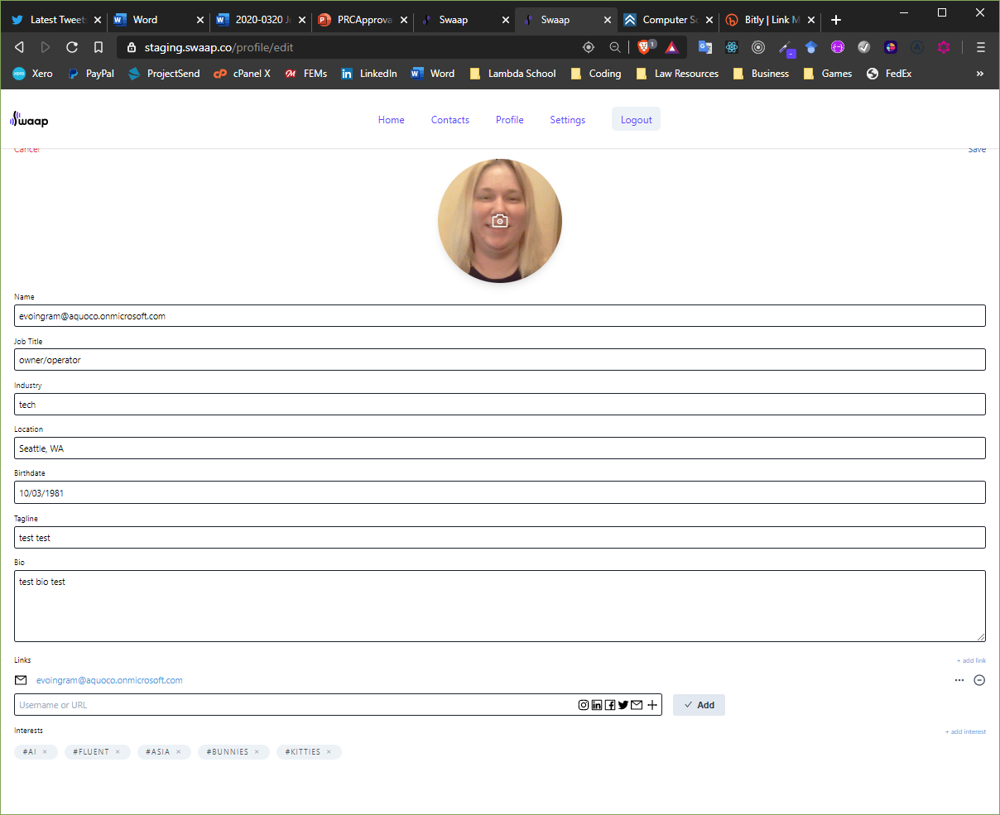 Latest Tweets Word 2020-0320 PRCApprova Swaap Swaap Computer Sc Bitly | Link M
staging.swaap.co/profile/edit 1
Xero PayPal ProjectSend cPanel X FEMs LinkedIn Word Lambda School Coding Law Resources Business Games FedEx »
Swaap Home Contacts Profile Settings Logout
Cancel Save
Name
evoingram@aquoco.onmicrosoft.com
Job Title
owner/operator
Industry
tech
Location
Seattle, WA
Birthdate
10/03/1981
Tagline
test test
Bio
test bio test
Links + add link
evoingram@aquoco.onmicrosoft.com
Username or URL Add
Interests + add interest
#AI × #FLUENT × #ASIA × #BUNNIES × #KITTIES ×